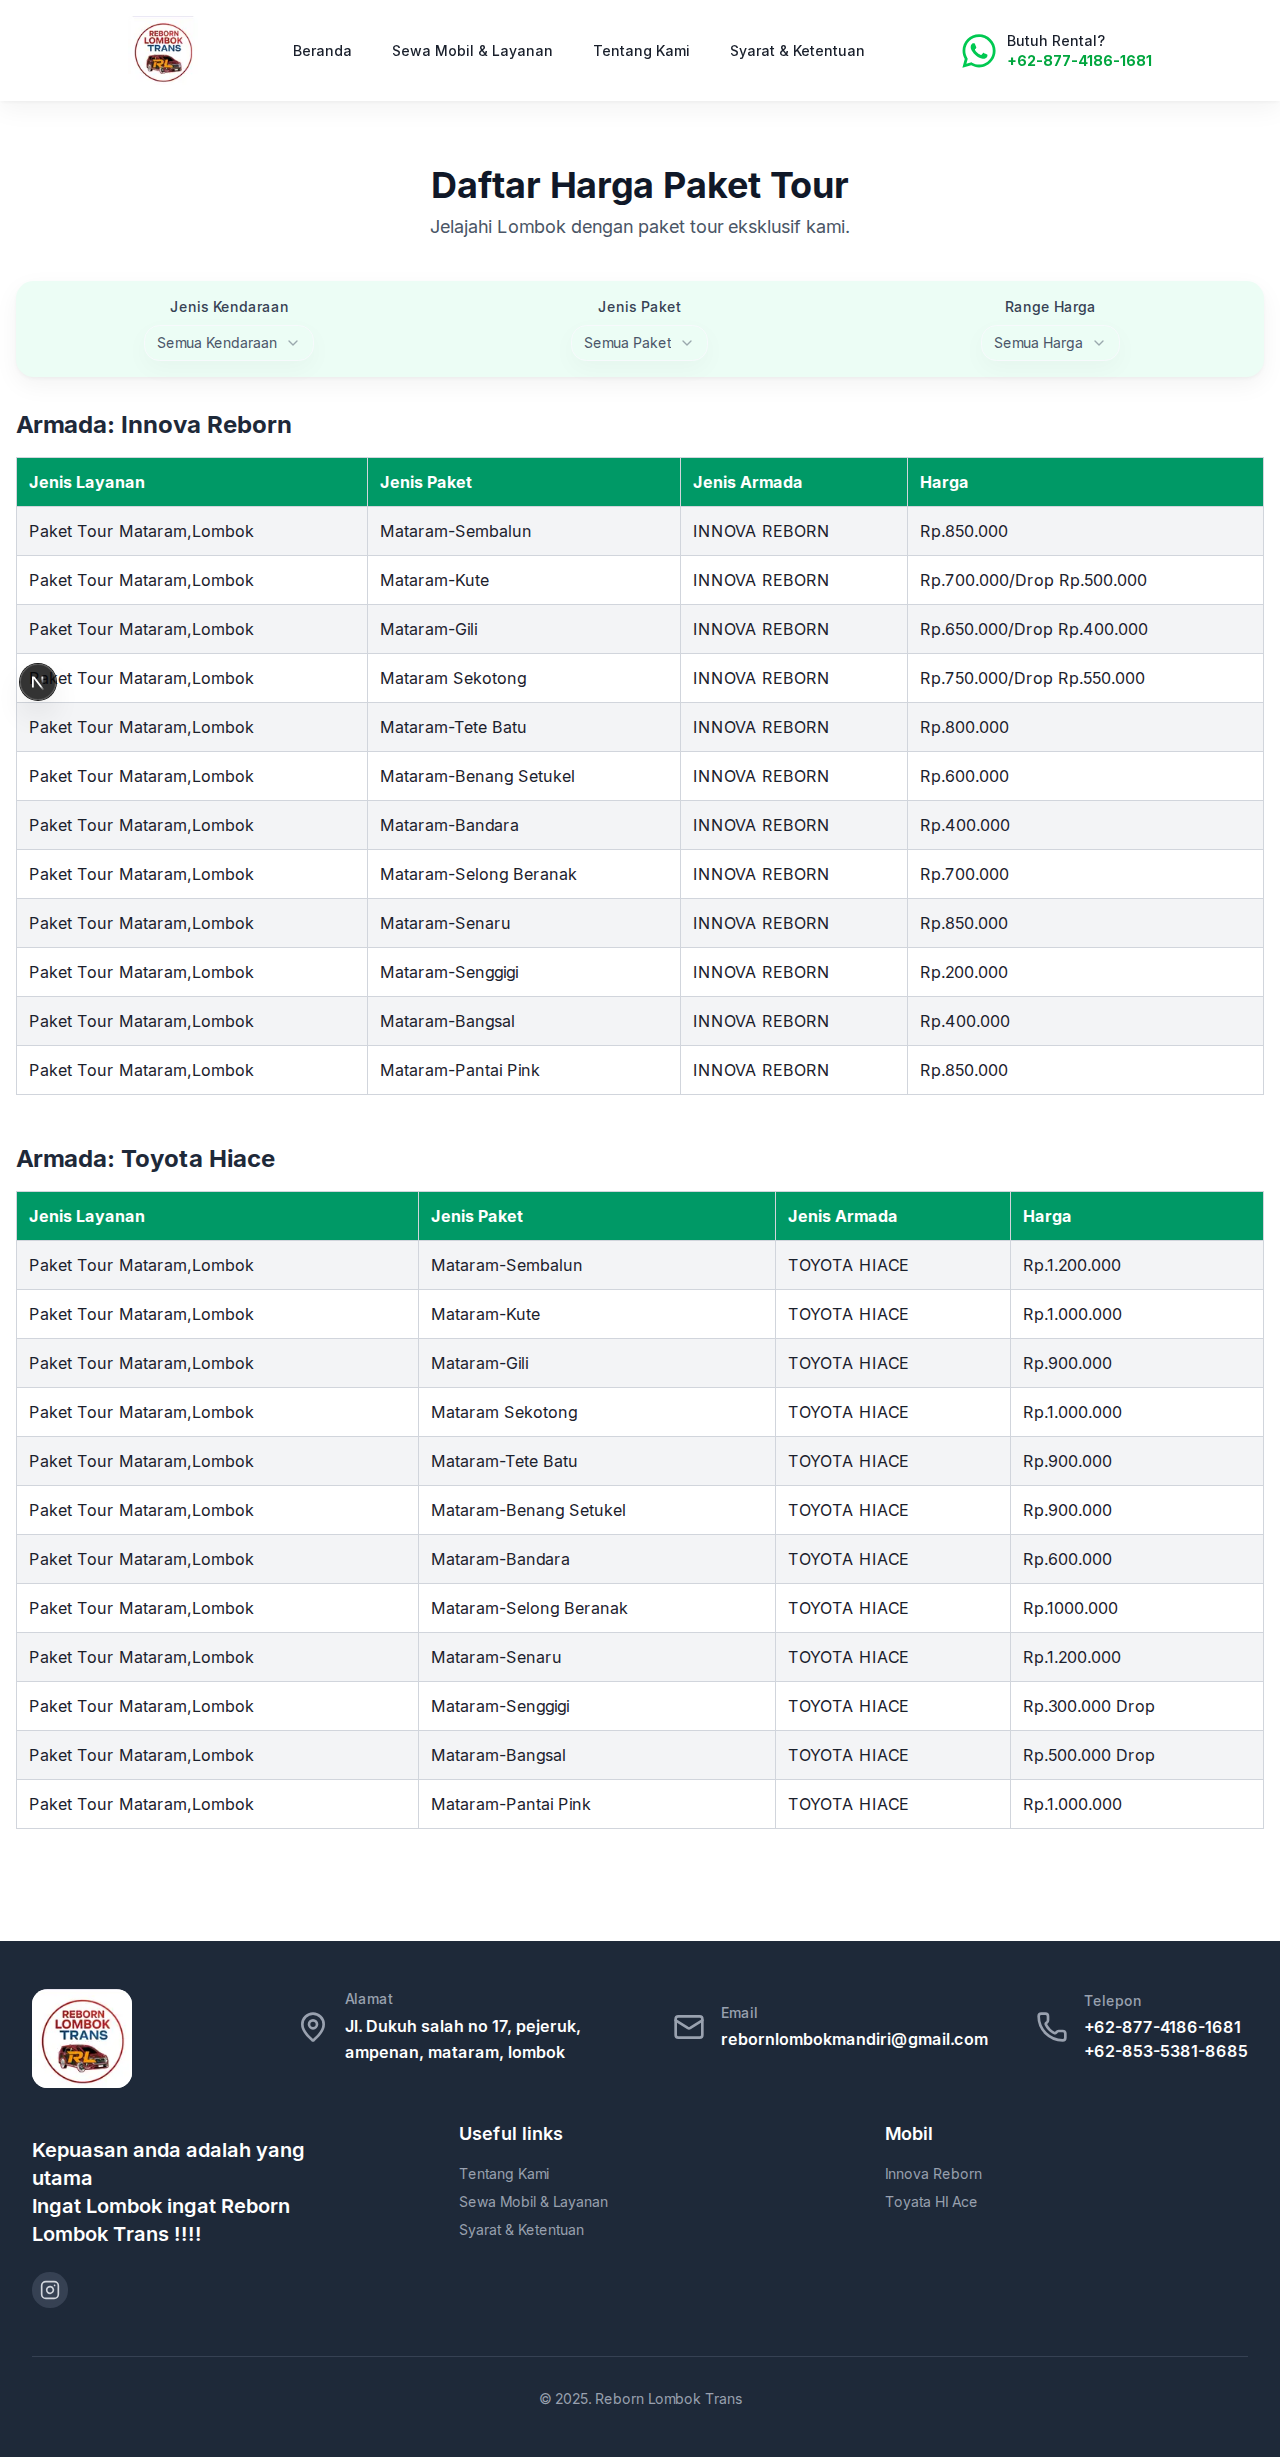 REBORN
LOMBOK
TRANS
RL
Beranda
Sewa Mobil & Layanan
Tentang Kami
Syarat & Ketentuan
Butuh Rental?
+62-877-4186-1681
Daftar Harga Paket Tour
Jelajahi Lombok dengan paket tour eksklusif kami.
Jenis Kendaraan
Semua Kendaraan
Jenis Paket
Semua Paket
Range Harga
Semua Harga
Armada: Innova Reborn
Jenis Layanan Jenis Paket Jenis Armada Harga
Paket Tour Mataram,Lombok Mataram-Sembalun INNOVA REBORN Rp.850.000
Paket Tour Mataram,Lombok Mataram-Kute INNOVA REBORN Rp.700.000/Drop Rp.500.000
Paket Tour Mataram,Lombok Mataram-Gili INNOVA REBORN Rp.650.000/Drop Rp.400.000
N
ket Tour Mataram,Lombok Mataram Sekotong INNOVA REBORN Rp.750.000/Drop Rp.550.000
Paket Tour Mataram,Lombok Mataram-Tete Batu INNOVA REBORN Rp.800.000
Paket Tour Mataram,Lombok Mataram-Benang Setukel INNOVA REBORN Rp.600.000
Paket Tour Mataram,Lombok Mataram-Bandara INNOVA REBORN Rp.400.000
Paket Tour Mataram,Lombok Mataram-Selong Beranak INNOVA REBORN Rp.700.000
Paket Tour Mataram,Lombok Mataram-Senaru INNOVA REBORN Rp.850.000
Paket Tour Mataram,Lombok Mataram-Senggigi INNOVA REBORN Rp.200.000
Paket Tour Mataram,Lombok Mataram-Bangsal INNOVA REBORN Rp.400.000
Paket Tour Mataram,Lombok Mataram-Pantai Pink INNOVA REBORN Rp.850.000
Armada: Toyota Hiace
Jenis Layanan Jenis Paket Jenis Armada Harga
Paket Tour Mataram,Lombok Mataram-Sembalun TOYOTA HIACE Rp.1.200.000
Paket Tour Mataram,Lombok Mataram-Kute TOYOTA HIACE Rp.1.000.000
Paket Tour Mataram,Lombok Mataram-Gili TOYOTA HIACE Rp.900.000
Paket Tour Mataram,Lombok Mataram Sekotong TOYOTA HIACE Rp.1.000.000
Paket Tour Mataram,Lombok Mataram-Tete Batu TOYOTA HIACE Rp.900.000
Paket Tour Mataram,Lombok Mataram-Benang Setukel TOYOTA HIACE Rp.900.000
Paket Tour Mataram,Lombok Mataram-Bandara TOYOTA HIACE Rp.600.000
Paket Tour Mataram,Lombok Mataram-Selong Beranak TOYOTA HIACE Rp.1000.000
Paket Tour Mataram,Lombok Mataram-Senaru TOYOTA HIACE Rp.1.200.000
Paket Tour Mataram,Lombok Mataram-Senggigi TOYOTA HIACE Rp.300.000 Drop
Paket Tour Mataram,Lombok Mataram-Bangsal TOYOTA HIACE Rp.500.000 Drop
Paket Tour Mataram,Lombok Mataram-Pantai Pink TOYOTA HIACE Rp.1.000.000
REBORN
LOMBOK
TRANS
RL
Alamat
Jl. Dukuh salah no 17, pejeruk,
ampenan, mataram, lombok
Email
rebornlombokmandiri@gmail.com
Telepon
+62-877-4186-1681
+62-853-5381-8685
Kepuasan anda adalah yang
utama
Ingat Lombok ingat Reborn
Lombok Trans !!!!
Useful links
Tentang Kami
Sewa Mobil & Layanan
Syarat & Ketentuan
Mobil
Innova Reborn
Toyata HI Ace
© 2025. Reborn Lombok Trans